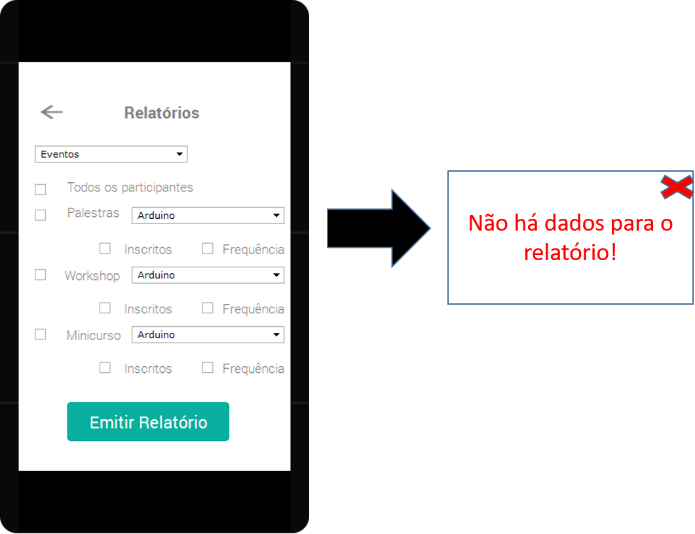 Relatórios
Eventos
Todos os participantes
Palestras Arduino
Inscritos Frequência
Workshop Arduino
Inscritos Frequência
Minicurso Arduino
Inscritos Frequência
Emitir Relatório
Não há dados para o
relatório!